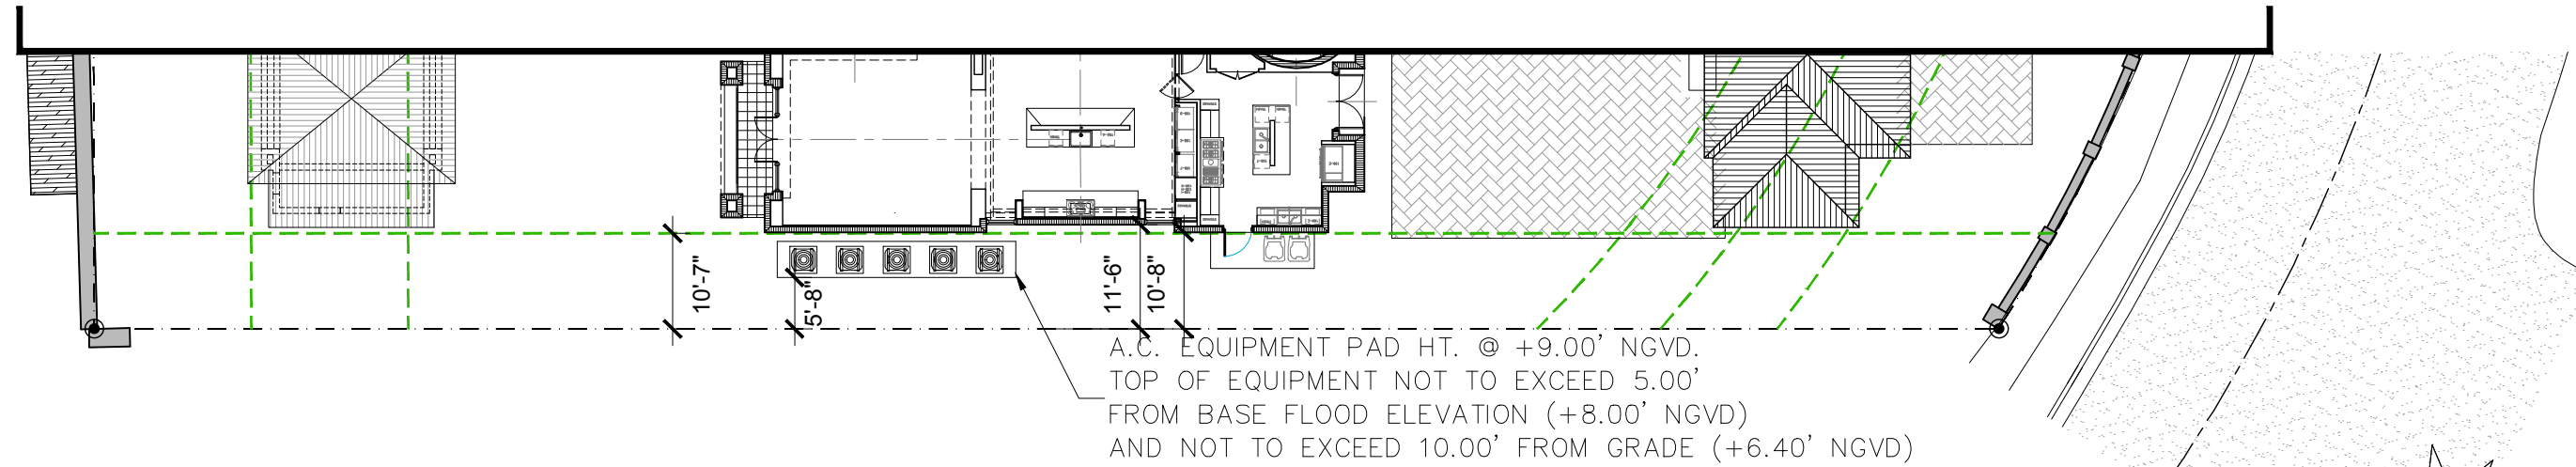 10'-7"
5'-8"
11'-6"
10'-8"
A.C. EQUIPMENT PAD HT. @ +9.00' NGVD.
TOP OF EQUIPMENT NOT TO EXCEED 5.00'
FROM BASE FLOOD ELEVATION (+8.00' NGVD)
AND NOT TO EXCEED 10.00' FROM GRADE (+6.40' NGVD)